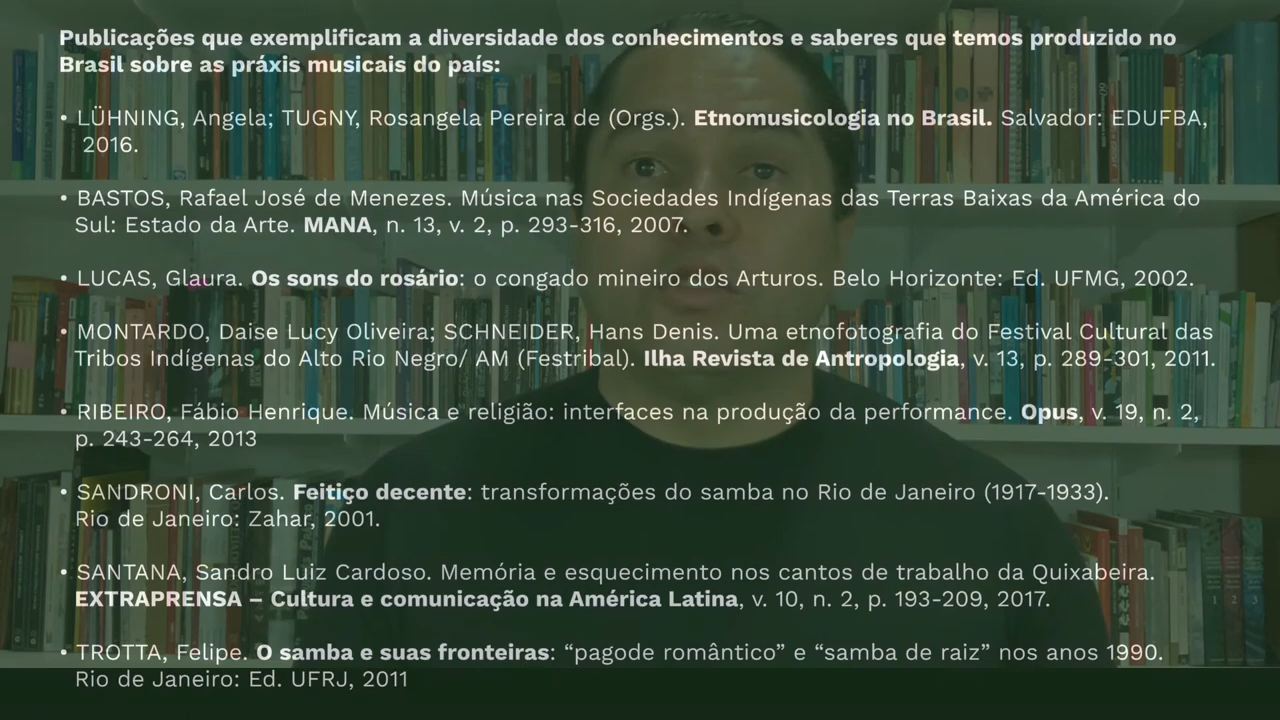 Publicações que exemplificam a diversidade dos conhecimentos e saberes que temos produzido no
Brasil sobre as práxis musicais do país:
• LÜHNING, Angela; TUGNY, Rosangela Pereira de (Orgs.). Etnomusicologia no Brasil. Salvador: EDUFBA,
2016.
• BASTOS, Rafael José de Menezes. Música nas Sociedades Indígenas das Terras Baixas da América do
Sul: Estado da Arte. MANA, n. 13, v. 2, p. 293-316, 2007.
• LUCAS, Glaura. Os sons do rosário: o congado mineiro dos Arturos. Belo Horizonte: Ed. UFMG, 2002.
• MONTARDO, Daise Lucy Oliveira; SCHNEIDER, Hans Denis. Uma etnofotografia do Festival Cultural das
Tribos Indígenas do Alto Rio Negro/ AM (Festribal). Ilha Revista de Antropologia, v. 13, p. 289-301, 2011.
• RIBEIRO, Fábio Henrique. Música e religião: interfaces na produção da performance. Opus, v. 19, n. 2,
p. 243-264, 2013
• SANDRONI, Carlos. Feitiço decente: transformações do samba no Rio de Janeiro (1917-1933).
Rio de Janeiro: Zahar, 2001.
• SANTANA, Sandro Luiz Cardoso. Memória e esquecimento nos cantos de trabalho da Quixabeira.
EXTRAPRENSA – Cultura e comunicação na América Latina, v. 10, n. 2, p. 193-209, 2017.
• TROTTA, Felipe. O samba e suas fronteiras: “pagode romântico” e “samba de raiz” nos anos 1990.
Rio de Janeiro: Ed. UFRJ, 2011